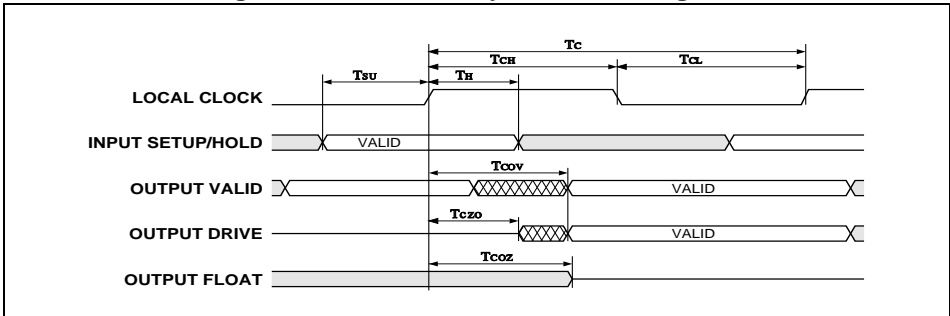 Tc
TCH TCL
TSU TH
LOCAL CLOCK
INPUT SETUP/HOLD VALID
TCOV
OUTPUT VALID VALID
TCZO
OUTPUT DRIVE VALID
TCOZ
OUTPUT FLOAT